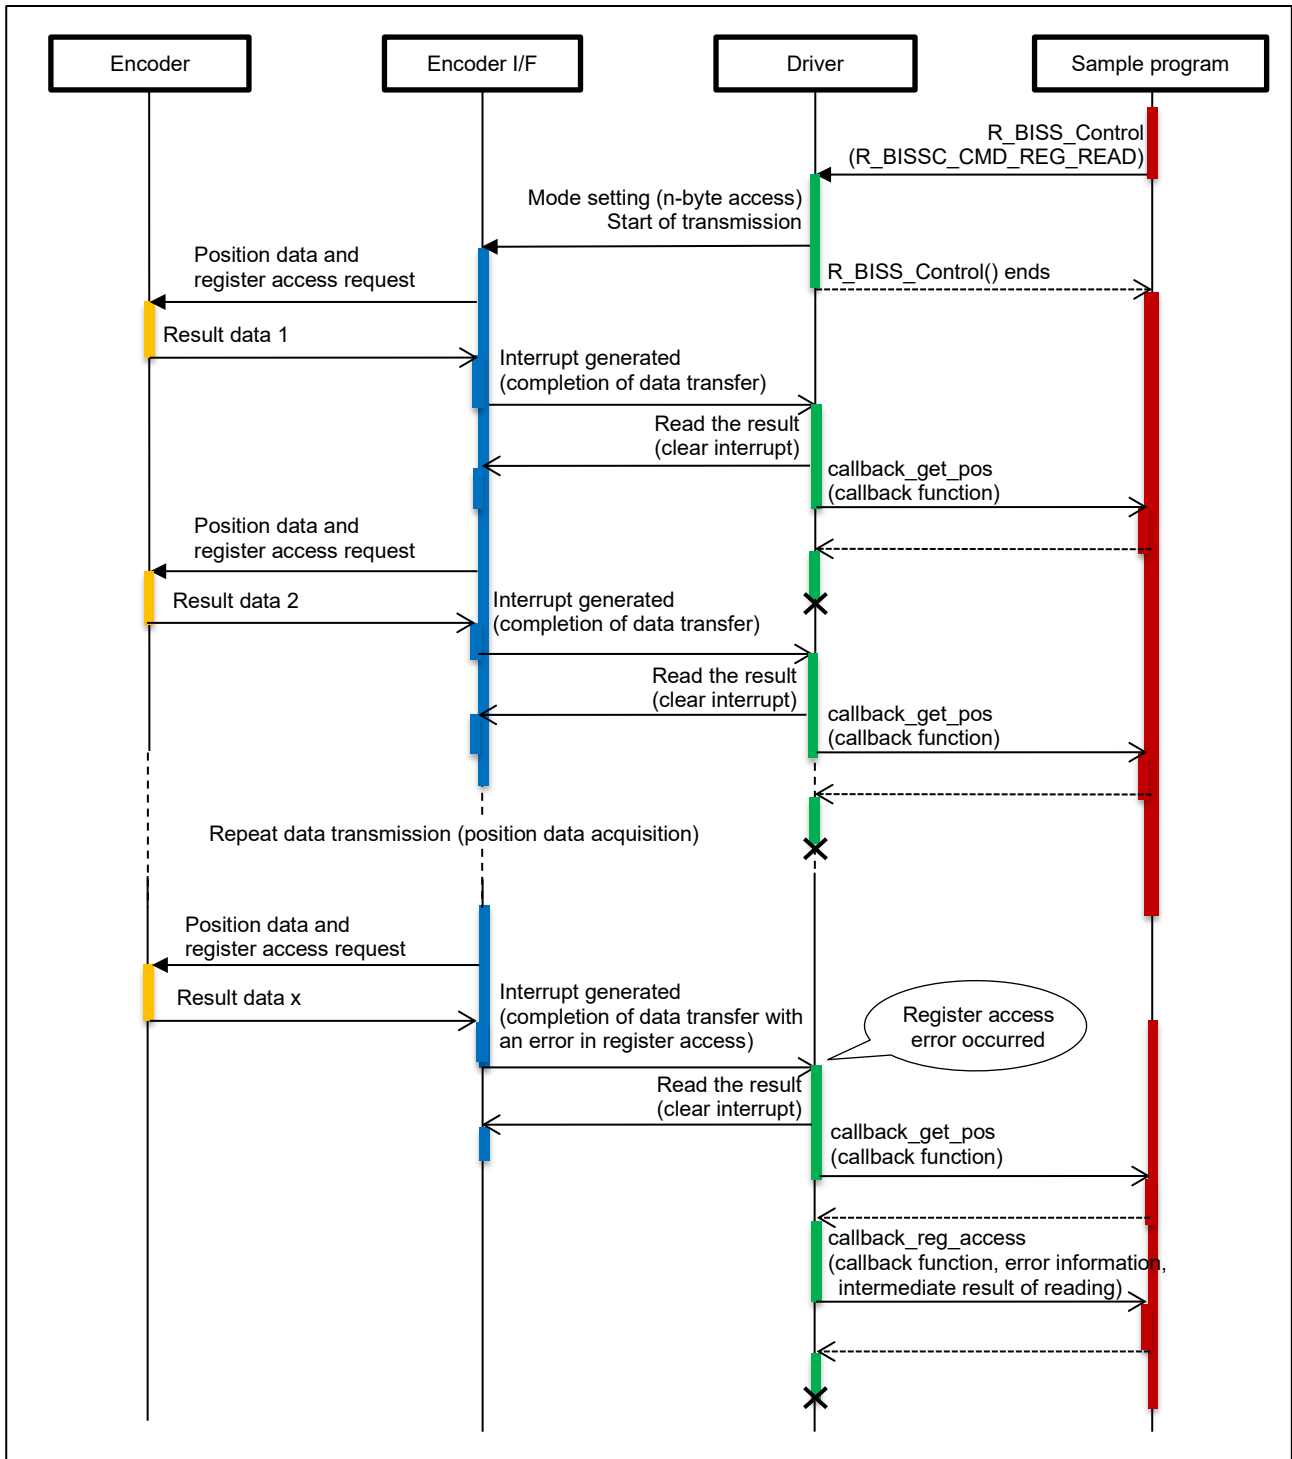 Encoder
Encoder I/F
Driver
Sample program
R_BISS_Control
(R_BISSC_CMD_REG_READ)
Mode setting (n-byte access)
Start of transmission
Position data and
register access request
R_BISS_Control() ends
Result data 1
Interrupt generated
(completion of data transfer)
Read the result
(clear interrupt)
callback_get_pos
(callback function)
Position data and
register access request
Result data 2
Interrupt generated
(completion of data transfer)
Read the result
(clear interrupt)
callback_get_pos
(callback function)
Repeat data transmission (position data acquisition)
Position data and
register access request
Result data x
Interrupt generated
(completion of data transfer with
an error in register access)
Register access
error occurred
Read the result
(clear interrupt)
callback_get_pos
(callback function)
callback_reg_access
(callback function, error information,
intermediate result of reading)